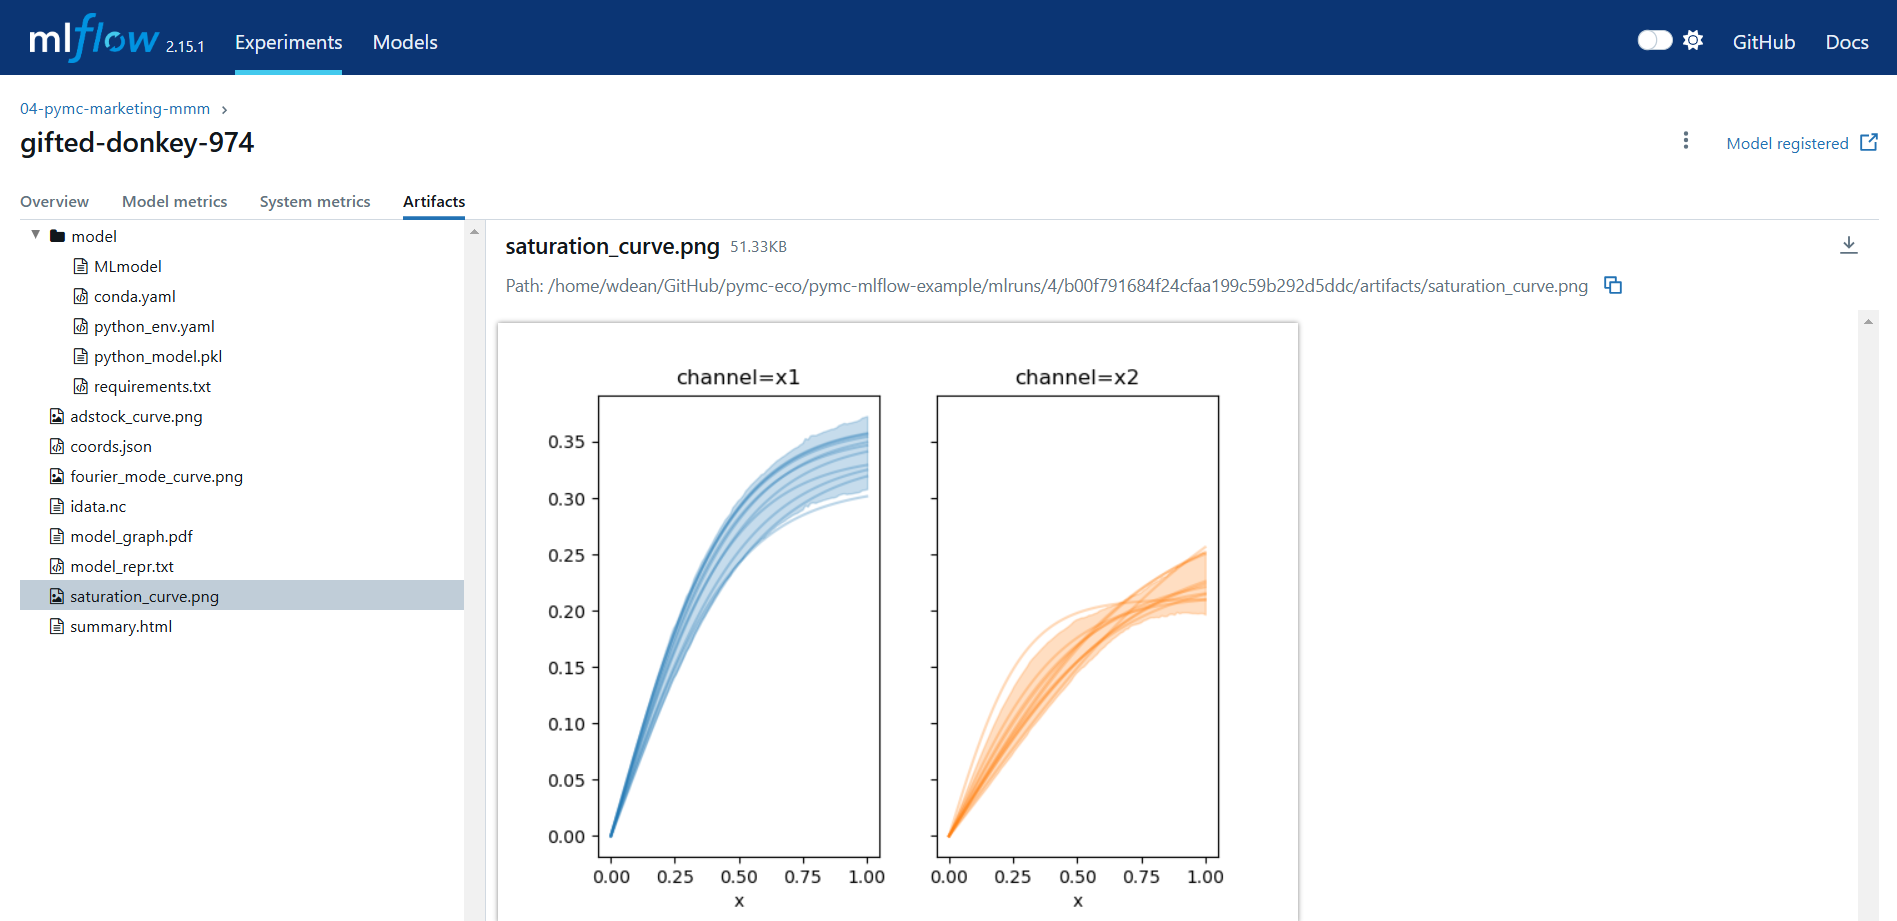 mlflow 2.15.1 Experiments Models GitHub Docs
04-pymc-marketing-mmm
gifted-donkey-974
Model registered
Overview Model metrics System metrics Artifacts
model
MLmodel
conda.yaml
python_env.yaml
python_model.pkl
requirements.txt
adstock_curve.png
coords.json
fourier_mode_curve.png
idata.nc
model_graph.pdf
model_repr.txt
saturation_curve.png
summary.html
saturation_curve.png 51.33KB
Path: /home/wdean/GitHub/pymc-eco/pymc-mlflow-example/mlruns/4/b00f791684f24cfaa199c59b292d5ddc/artifacts/saturation_curve.png
channel=x1 channel=x2
0.35
0.30
0.25
0.20
0.15
0.10
0.05
0.00
0.00 0.25 0.50 0.75 1.00 0.00 0.25 0.50 0.75 1.00
x x